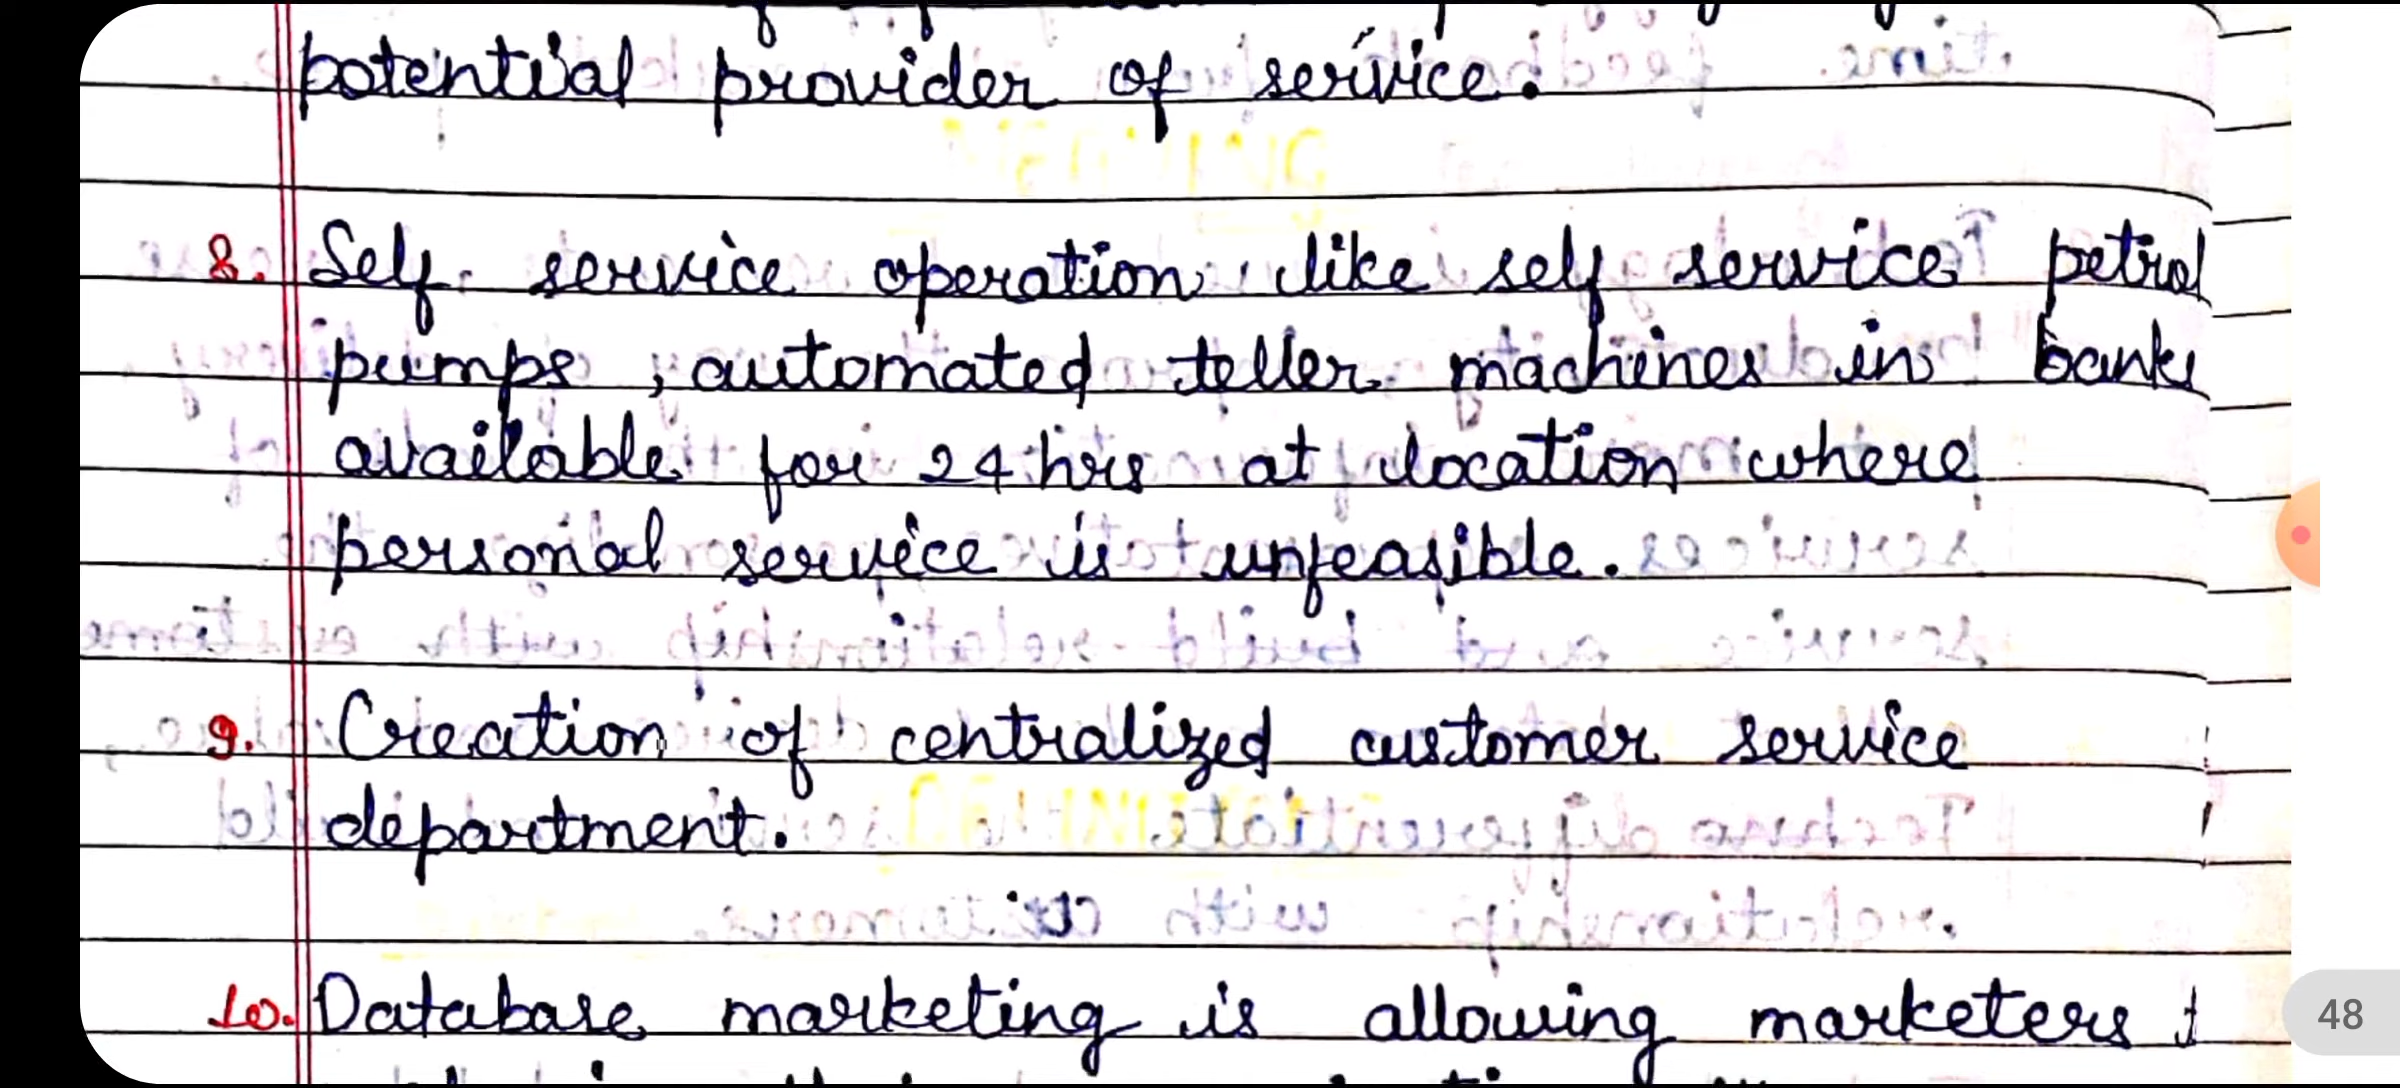 potential provider of service.
8. Self service operation like self service petrol
pumps, automated teller machines in banks
available for 24 hrs at location where
personal service is unfeasible.
9. Creation of centralized customer service
department.
10. Database marketing is allowing marketers
48